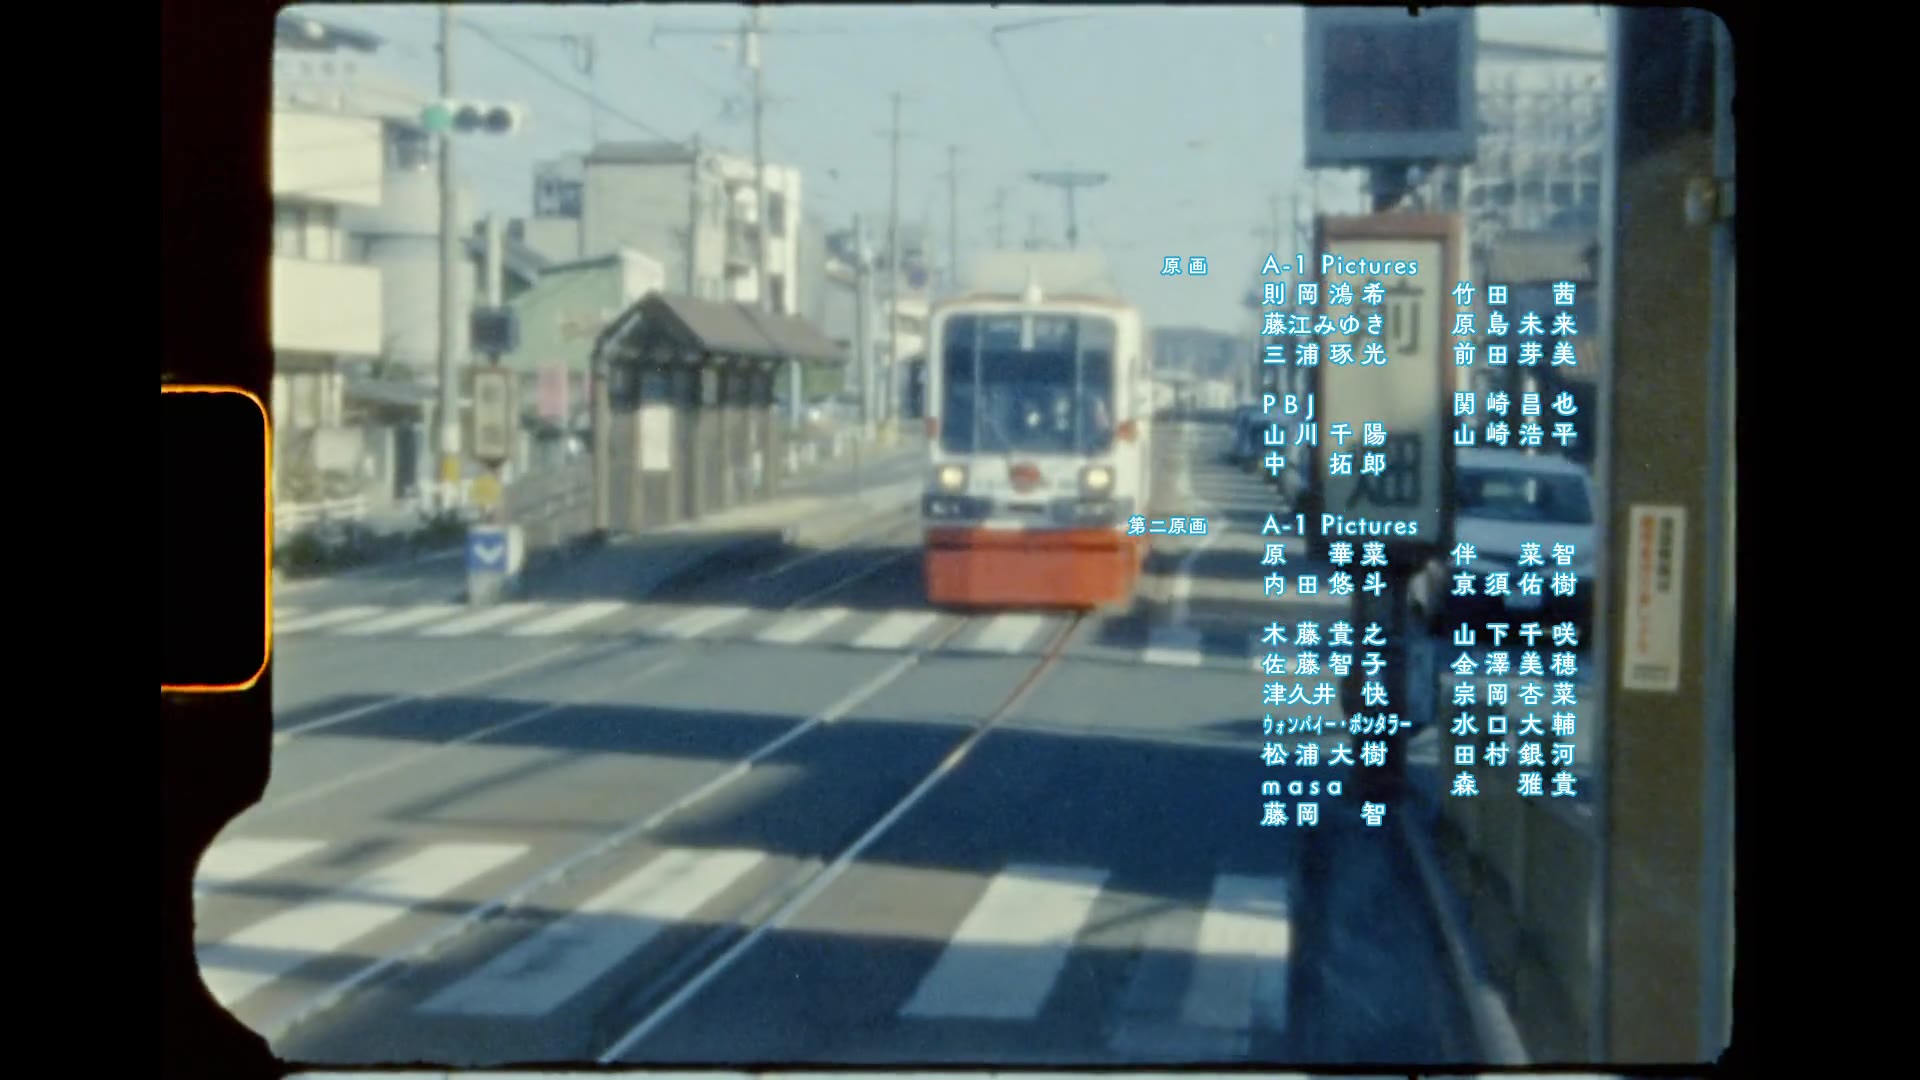 原画 A-1 Pictures
則岡鴻希 竹田 茜
藤江みゆき 原島未来
三浦琢光 前田芽美
PBJ 関崎昌也
山川千陽 山崎浩平
中 拓郎
第二原画 A-1 Pictures
原 華菜 伴 菜智
内田悠斗 京須佑樹
木藤貴之 山下千咲
佐藤智子 金澤美穂
津久井 快 宗岡杏菜
ウォンパイー・ポンタラー 水口大輔
松浦大樹 田村銀河
masa 森 雅貴
藤岡 智
前畑